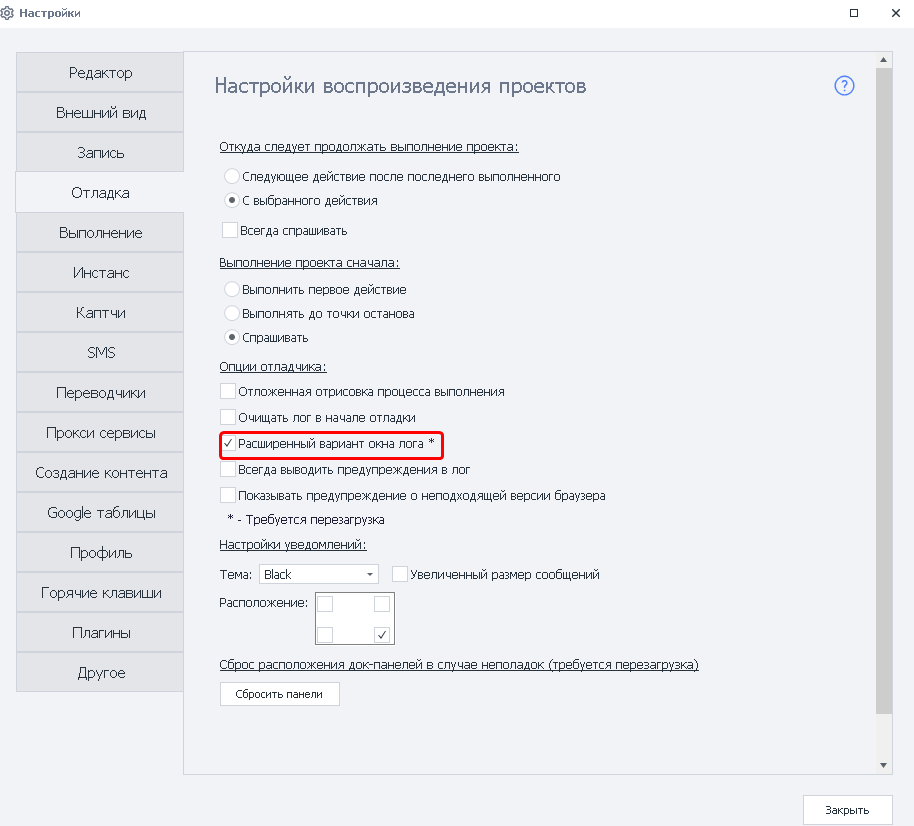 Настройки
Редактор
Внешний вид
Запись
Отладка
Выполнение
Инстанс
Каптчи
SMS
Переводчики
Прокси сервисы
Создание контента
Google таблицы
Профиль
Горячие клавиши
Плагины
Другое
Настройки воспроизведения проектов
?
Откуда следует продолжать выполнение проекта:
Следующее действие после последнего выполненного
С выбранного действия
Всегда спрашивать
Выполнение проекта сначала:
Выполнить первое действие
Выполнять до точки останова
Спрашивать
Опции отладчика:
Отложенная отрисовка процесса выполнения
Очищать лог в начале отладки
Расширенный вариант окна лога *
Всегда выводить предупреждения в лог
Показывать предупреждение о неподходящей версии браузера
* - Требуется перезагрузка
Настройки уведомлений:
Тема: Black Увеличенный размер сообщений
Расположение:
Сброс расположения док-панелей в случае неполадок (требуется перезагрузка)
Сбросить панели
Закрыть